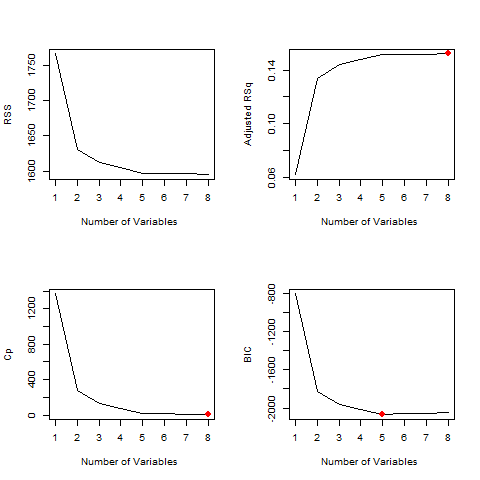 RSS
1600 1650 1700 1750
1 2 3 4 5 6 7 8
Number of Variables
Adjusted RSq
0.06 0.10 0.14
1 2 3 4 5 6 7 8
Number of Variables
Cp
0 400 800 1200
1 2 3 4 5 6 7 8
Number of Variables
BIC
-2000 -1600 -1200 -800
1 2 3 4 5 6 7 8
Number of Variables